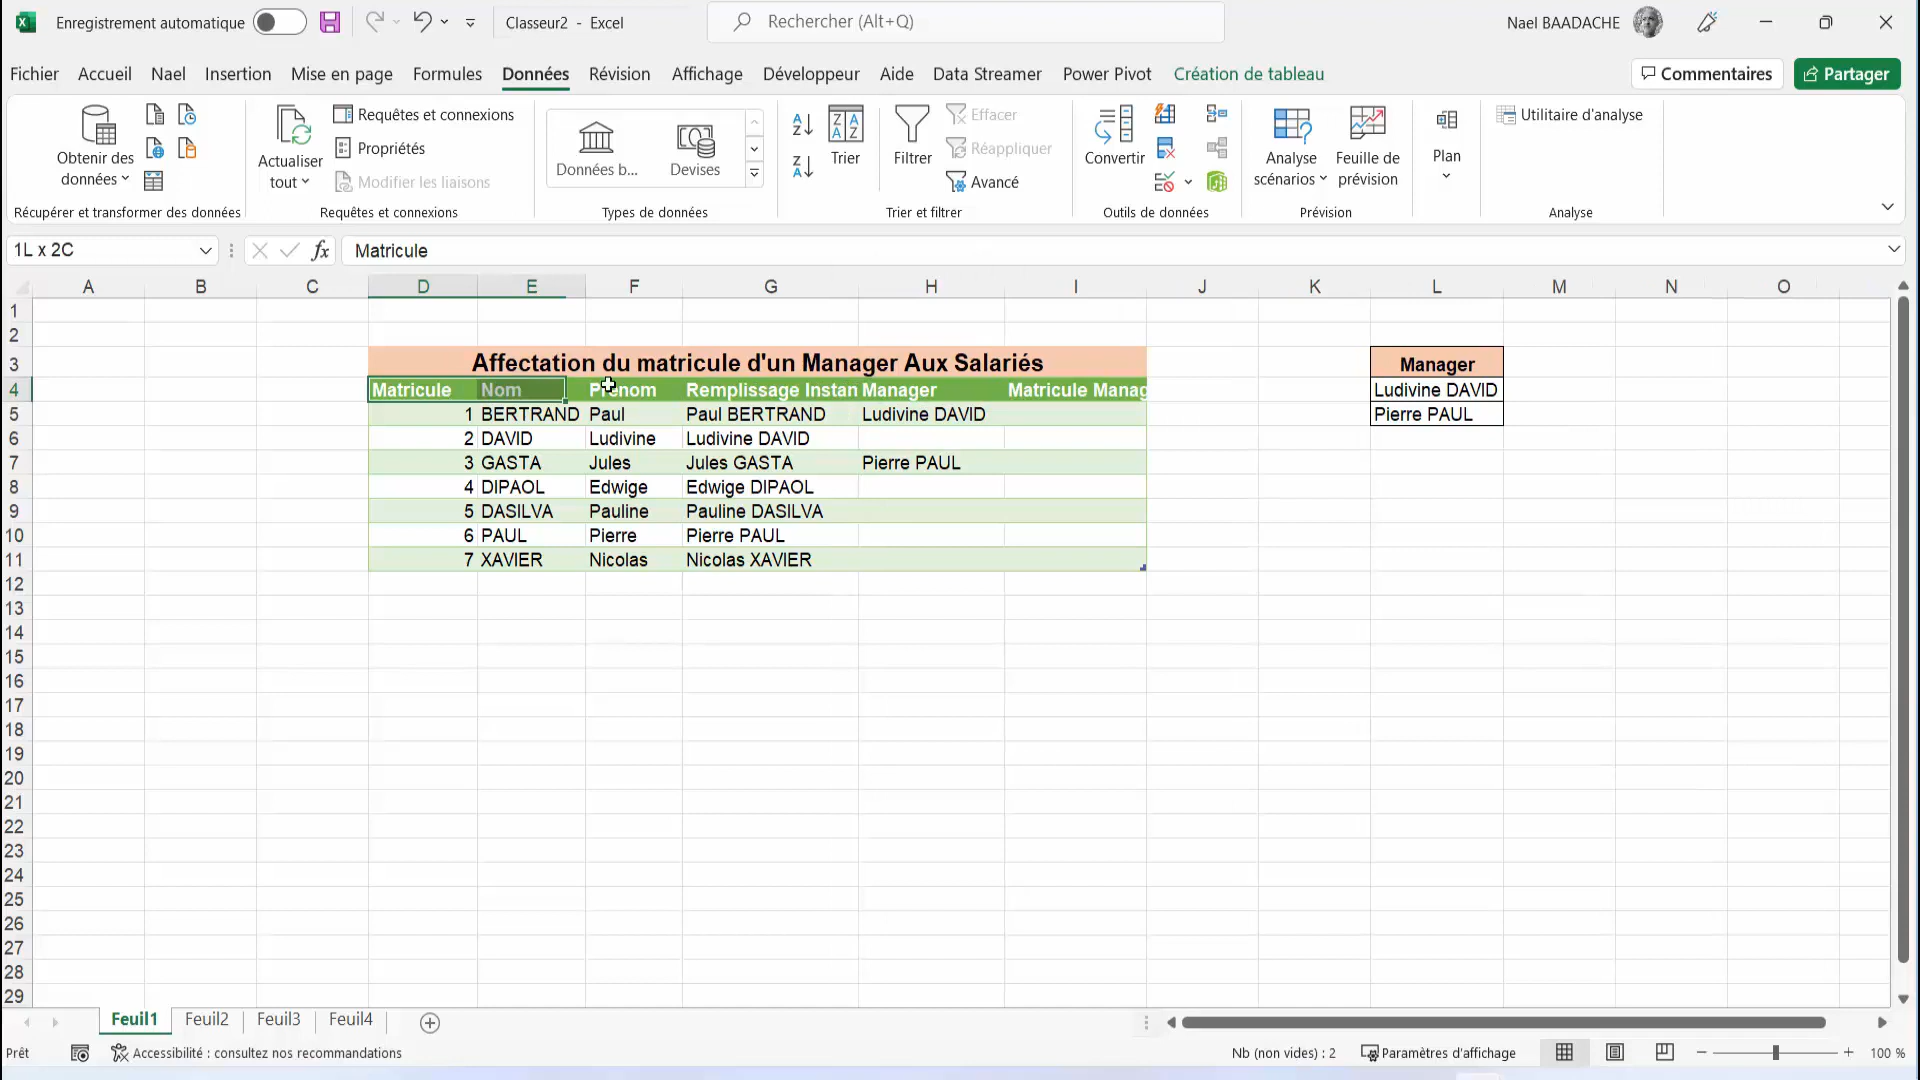 Enregistrement automatique
Classeur2 - Excel
Rechercher (Alt+Q)
Nael BAADACHE
Fichier Accueil Nael Insertion Mise en page Formules Données Révision Affichage Développeur Aide Data Streamer Power Pivot Création de tableau
Commentaires
Partager
Obtenir des données
Récupérer et transformer des données
Actualiser tout
Requêtes et connexions
Propriétés
Modifier les liaisons
Requêtes et connexions
Données b...
Devises
Types de données
Trier
Filtrer
Effacer
Réappliquer
Avancé
Trier et filtrer
Convertir
Outils de données
Analyse scénarios
Feuille de prévision
Prévision
Plan
Utilitaire d'analyse
Analyse
1L x 2C
fx
Matricule
A B C D E F G H I J K L M N O
1
2
3 Affectation du matricule d'un Manager Aux Salariés Manager
4 Matricule Nom Prénom Remplissage Instan Manager Matricule Manag Ludivine DAVID
5 1 BERTRAND Paul Paul BERTRAND Ludivine DAVID Pierre PAUL
6 2 DAVID Ludivine Ludivine DAVID
7 3 GASTA Jules Jules GASTA Pierre PAUL
8 4 DIPAOL Edwige Edwige DIPAOL
9 5 DASILVA Pauline Pauline DASILVA
10 6 PAUL Pierre Pierre PAUL
11 7 XAVIER Nicolas Nicolas XAVIER
12
13
14
15
16
17
18
19
20
21
22
23
24
25
26
27
28
29
Feuil1 Feuil2 Feuil3 Feuil4
Prêt
Accessibilité : consultez nos recommandations
Nb (non vides) : 2
Paramètres d'affichage
100 %